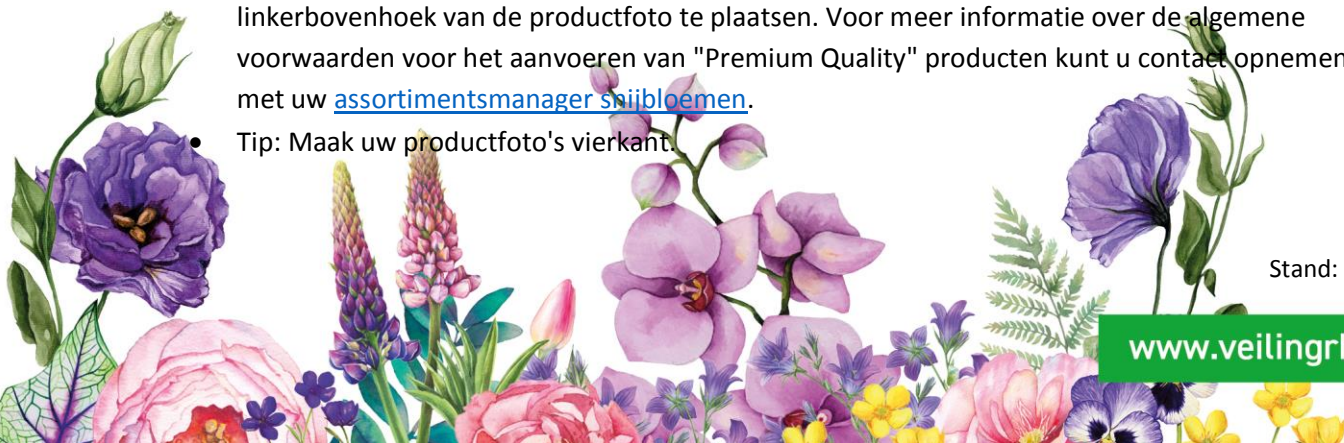 linkerbovenhoek van de productfoto te plaatsen. Voor meer informatie over de algemene
voorwaarden voor het aanvoeren van "Premium Quality" producten kunt u contact opnemen
met uw assortimentsmanager snijbloemen.
• Tip: Maak uw productfoto's vierkant.
Stand:
www.veilingr